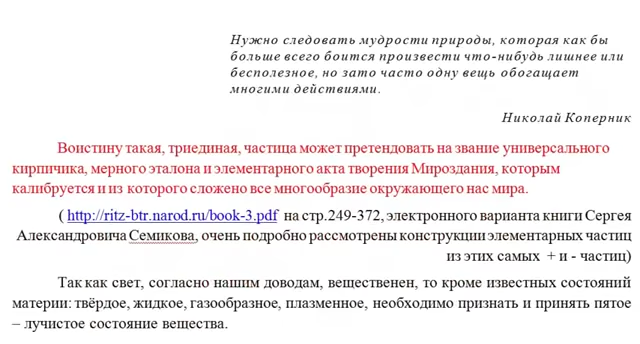 Нужно следовать мудрости природы, которая как бы
больше всего боится произвести что-нибудь лишнее или
бесполезное, но зато часто одну вещь обогащает
многими действиями.
Николай Коперник
Воистину такая, триединая, частица может претендовать на звание универсального
кирпичика, мерного эталона и элементарного акта творения Мироздания, которым
калибруется и из которого сложено все многообразие окружающего нас мира.
( http://ritz-btr.narod.ru/book-3.pdf на стр.249-372, электронного варианта книги Сергея
Александровича Семикова, очень подробно рассмотрены конструкции элементарных частиц
из этих самых + и - частиц)
Так как свет, согласно нашим доводам, вещественен, то кроме известных состояний
материи: твёрдое, жидкое, газообразное, плазменное, необходимо признать и принять пятое
– лучистое состояние вещества.